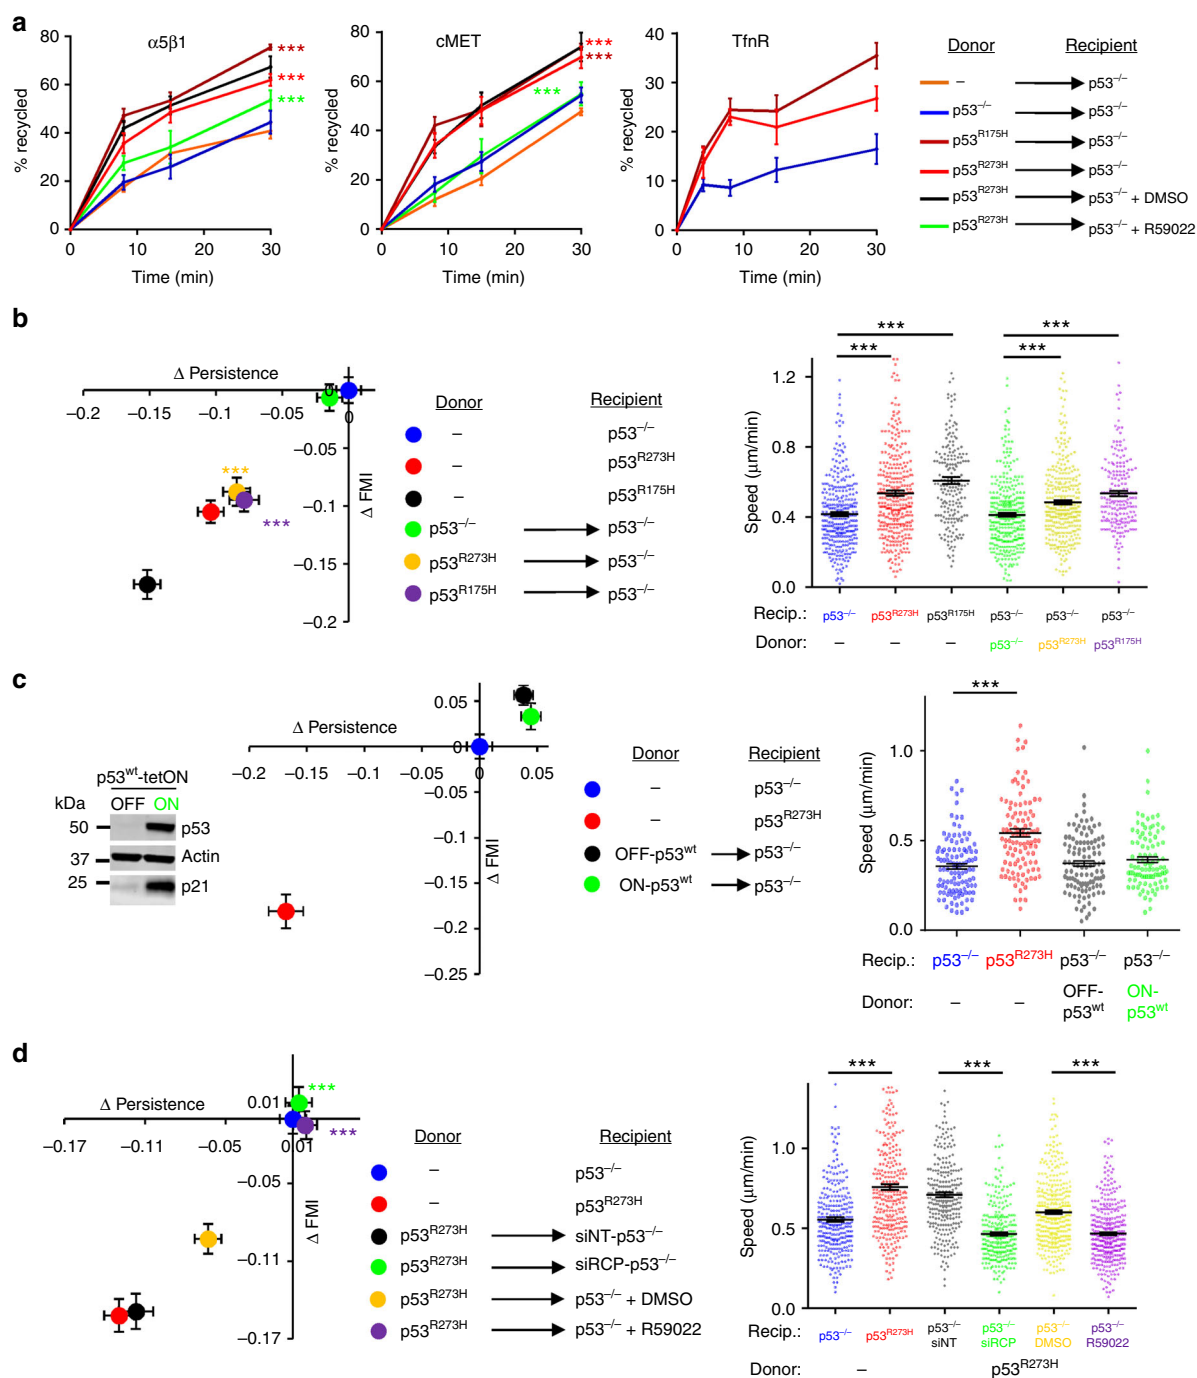 a
α5β1
cMET
TfnR
Donor Recipient
% recycled
80
60
40
20
0
***
***
***
0 10 20 30
Time (min)
% recycled
80
60
40
20
0
***
***
***
0 10 20 30
Time (min)
% recycled
40
30
20
10
0
0 10 20 30
Time (min)
– p53–/–
p53–/– p53–/–
p53R175H p53–/–
p53R273H p53–/–
p53R273H p53–/– + DMSO
p53R273H p53–/– + R59022
b
Δ Persistence
–0.2 –0.15 –0.1 –0.05 0
0
–0.05
–0.1
–0.15
–0.2
Δ FMI
***
***
Donor Recipient
– p53–/–
– p53R273H
– p53R175H
p53–/– p53–/–
p53R273H p53–/–
p53R175H p53–/–
*** ***
*** ***
Speed (μm/min)
1.2
0.8
0.4
0.0
Recip.: p53–/– p53R273H p53R175H p53–/– p53–/– p53–/–
Donor: – – – p53–/– p53R273H p53R175H
c
p53wt-tetON
kDa OFF ON
50 p53
37 Actin
25 p21
Δ Persistence
–0.2 –0.15 –0.1 –0.05 0 0.05
0.05
0
–0.05
–0.1
–0.15
–0.2
–0.25
Δ FMI
Donor Recipient
– p53–/–
– p53R273H
OFF-p53wt p53–/–
ON-p53wt p53–/–
***
Speed (μm/min)
1.0
0.5
0.0
Recip.: p53–/– p53R273H p53–/– p53–/–
Donor: – – OFF-p53wt ON-p53wt
d
Δ Persistence
–0.17 –0.11 –0.05 0.01
0.01
–0.05
–0.11
–0.17
Δ FMI
***
***
Donor Recipient
– p53–/–
– p53R273H
p53R273H siNT-p53–/–
p53R273H siRCP-p53–/–
p53R273H p53–/– + DMSO
p53R273H p53–/– + R59022
*** *** ***
Speed (μm/min)
1.0
0.5
0.0
Recip.: p53–/– p53R273H p53–/– siNT p53–/– siRCP p53–/– DMSO p53–/– R59022
Donor: – p53R273H